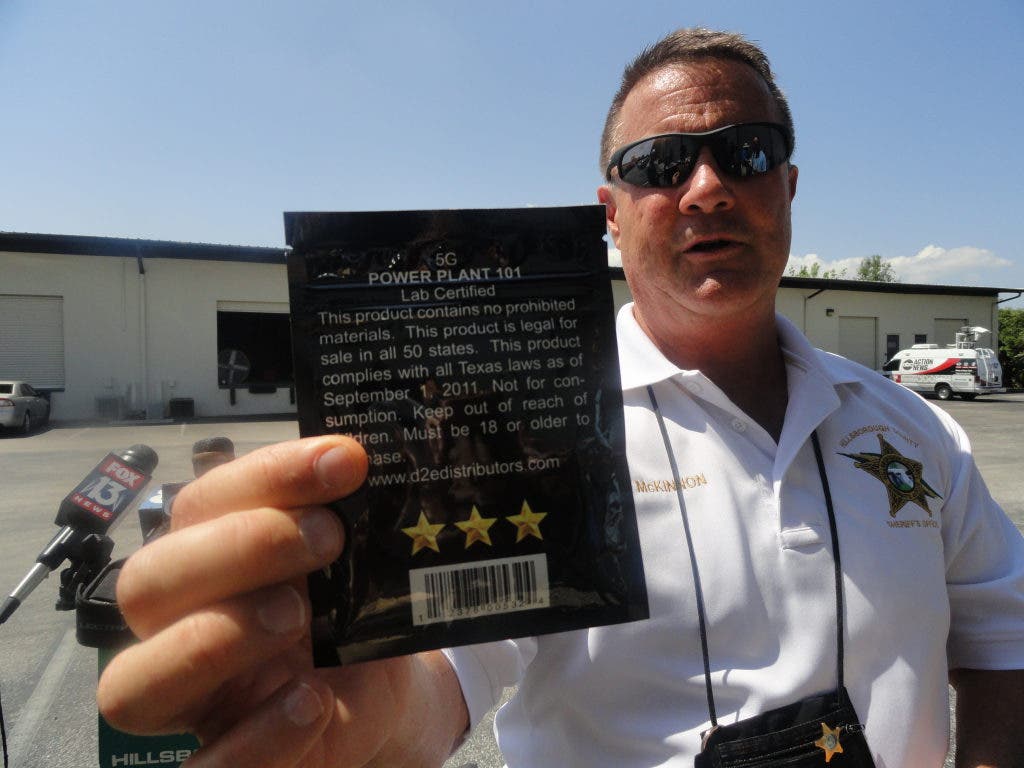 5G
POWER PLANT 101
Lab Certified
This product contains no prohibited
materials. This product is legal for
sale in all 50 states. This product
complies with all Texas laws as of
September 2011. Not for con-
sumption. Keep out of reach of
ldren. Must be 18 or older to
hase.
www.d2edistributors.com
FOX
13
NEWS
HILLSB
McKINNON
HILLSBOROUGH COUNTY
SHERIFF'S OFFICE
ACTION
NEWS